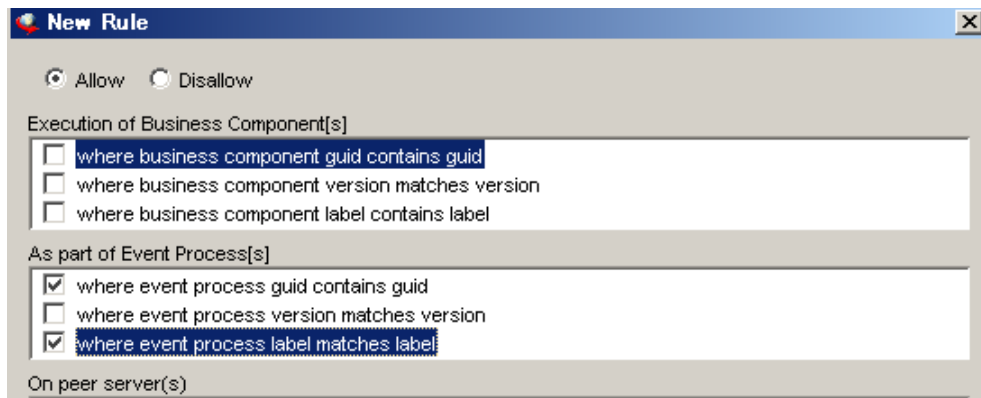 New Rule
Allow Disallow
Execution of Business Component[s]
where business component guid contains guid
where business component version matches version
where business component label contains label
As part of Event Process[s]
where event process guid contains guid
where event process version matches version
where event process label matches label
On peer server(s)